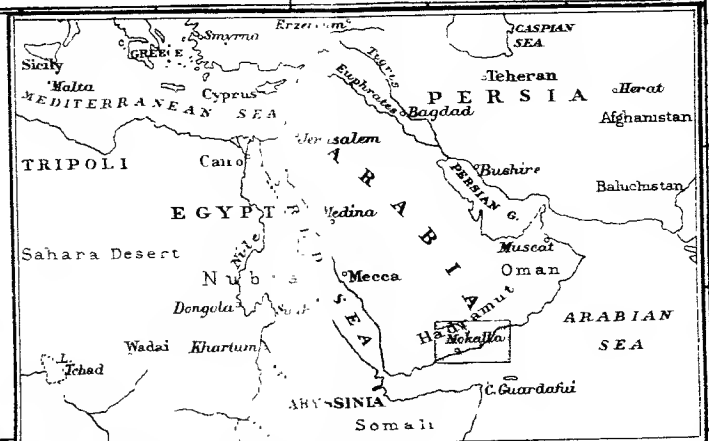 Erzeroum
CASPIAN
SEA
Smyrna
GREECE
Sicily
Tigris
Teheran
Malta
Cyprus
Euphrates
PERSIA
Herat
MEDITERRANEAN SEA
Bagdad
Afghanistan
Jerusalem
TRIPOLI
Cairo
ARABIA
Bushire
PERSIAN G.
Baluchistan
EGYPT
RED SEA
Medina
Muscat
Sahara Desert
Nile
Oman
Nubia
Mecca
Hadramut
Dongola
ARABIAN
SEA
Mokalla
Wadai
Khartum
L.
Tchad
C. Guardafui
ABYSSINIA
Somali